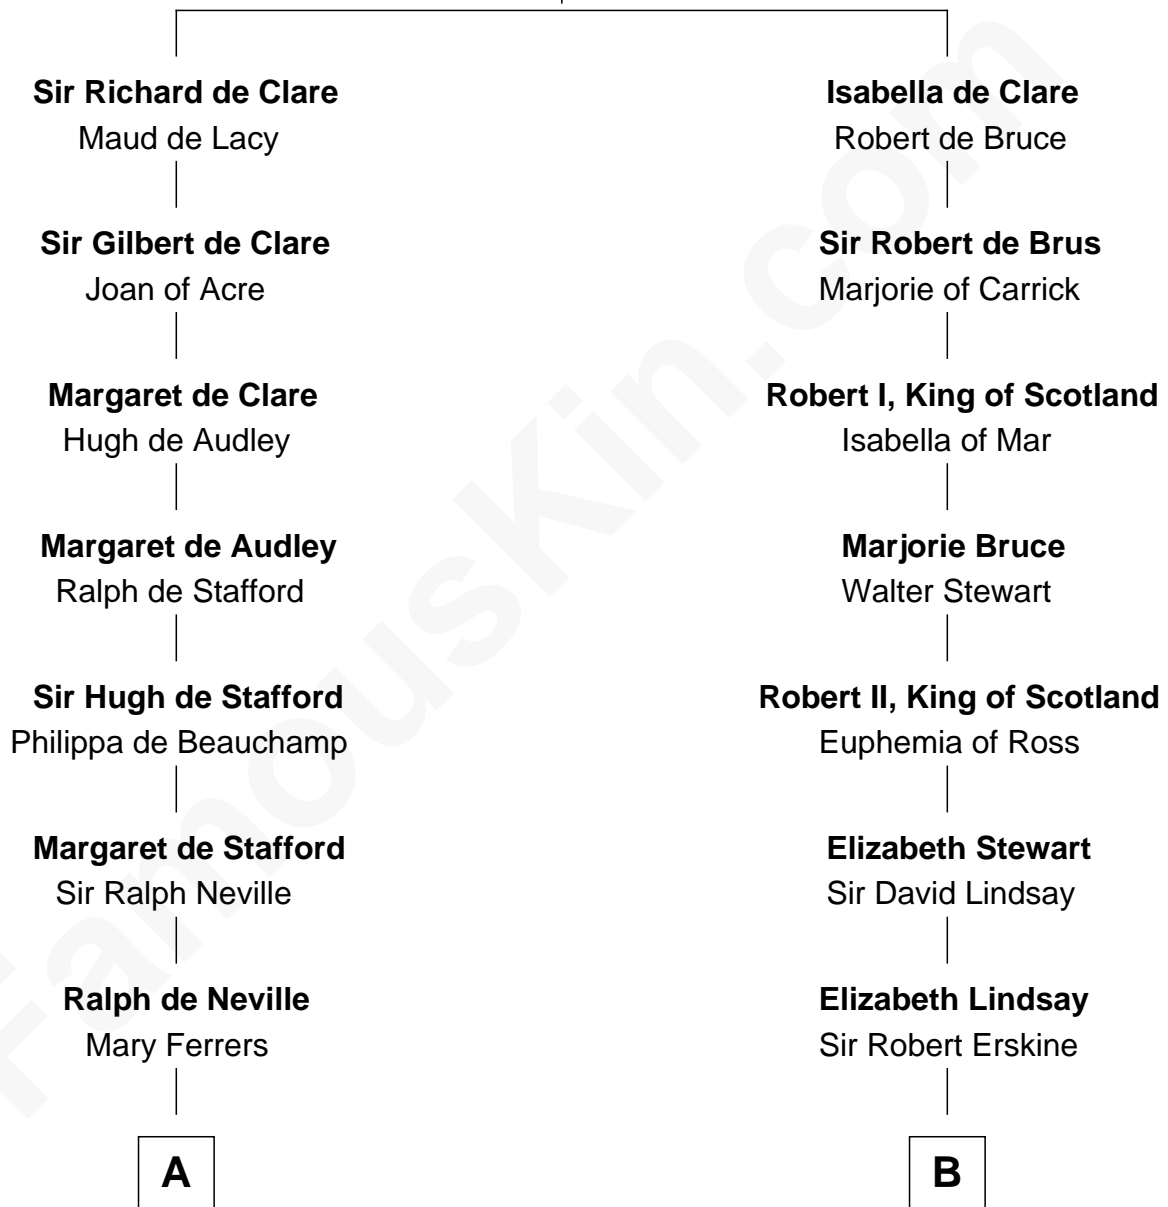 Sir Richard de Clare
Maud de Lacy
Sir Gilbert de Clare
Joan of Acre
Margaret de Clare
Hugh de Audley
Margaret de Audley
Ralph de Stafford
Sir Hugh de Stafford
Philippa de Beauchamp
Margaret de Stafford
Sir Ralph Neville
Ralph de Neville
Mary Ferrers
A
Isabella de Clare
Robert de Bruce
Sir Robert de Brus
Marjorie of Carrick
Robert I, King of Scotland
Isabella of Mar
Marjorie Bruce
Walter Stewart
Robert II, King of Scotland
Euphemia of Ross
Elizabeth Stewart
Sir David Lindsay
Elizabeth Lindsay
Sir Robert Erskine
B
FamousKin.com